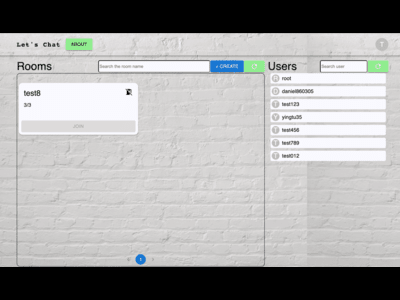 Let's Chat
ABOUT
T
Rooms
Search the room name
+ CREATE
Users
Search user
test8
3/3
JOIN
R root
D daniel860305
T test123
Y yingtu35
T test456
T test789
T test012
1